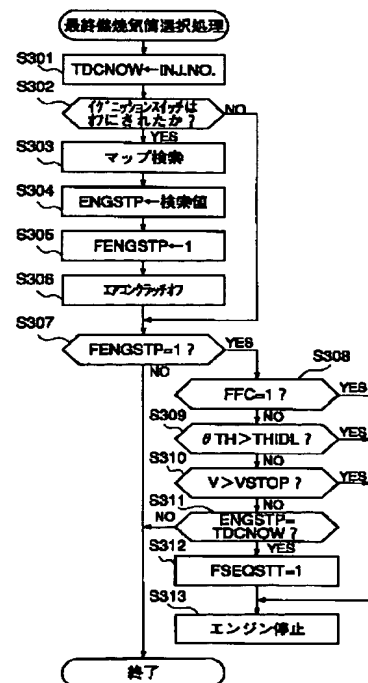 最終燃焼気筒選択処理
S301
TDCNOW←INJ.NO.
S302
イグニッションスイッチは
オフにされたか?
NO
YES
S303
マップ検索
S304
ENGSTP←検索値
S305
FENGSTP←1
S306
エアコンクラッチオフ
S307
FENGSTP=1?
YES
NO
S308
FFC=1?
YES
NO
S309
θTH>THIDL?
YES
NO
S310
V>VSTOP?
YES
NO
S311
NO
ENGSTP=
TDCNOW?
YES
S312
FSEQSTT=1
S313
エンジン停止
終了